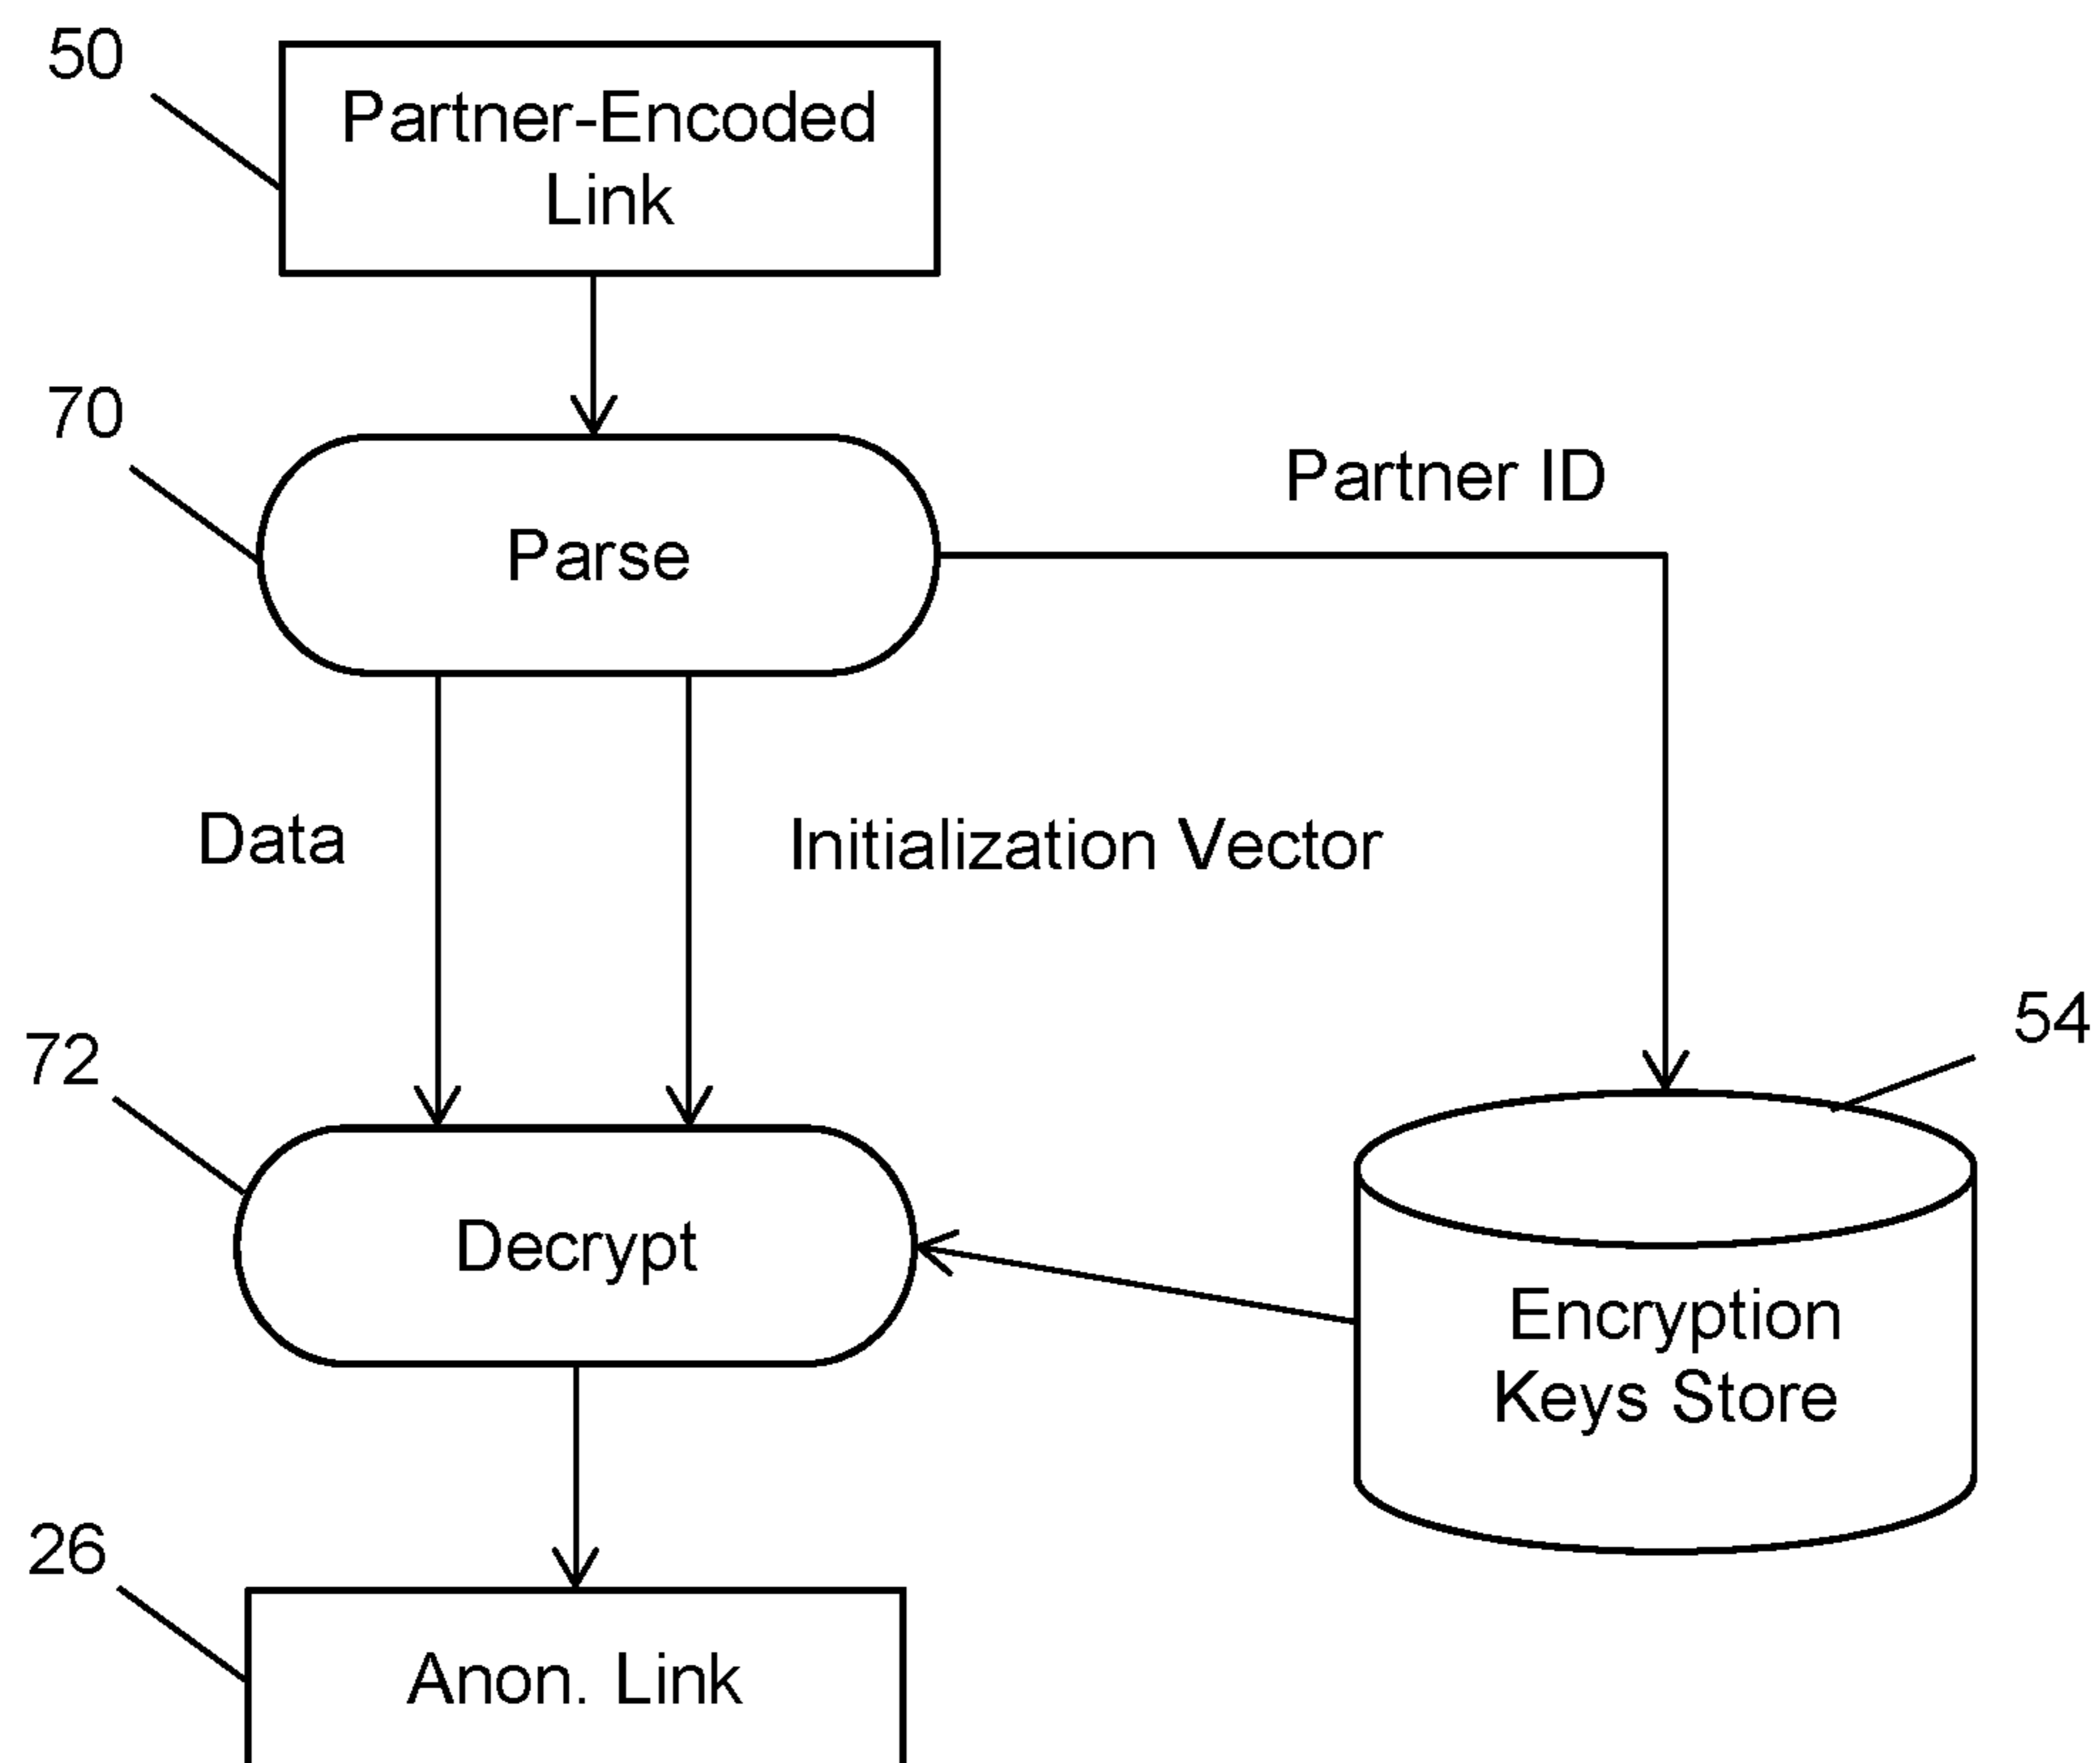 50
Partner-Encoded
Link
70
Parse
Partner ID
Data
Initialization Vector
72
54
Decrypt
Encryption
Keys Store
26
Anon. Link